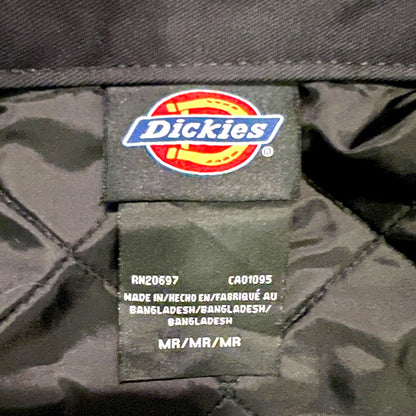 Dickies®
RN20697 CA01095
MADE IN/HECHO EN/FABRIQUÉ AU
BANGLADESH/BANGLADESH/
BANGLADESH
MR/MR/MR